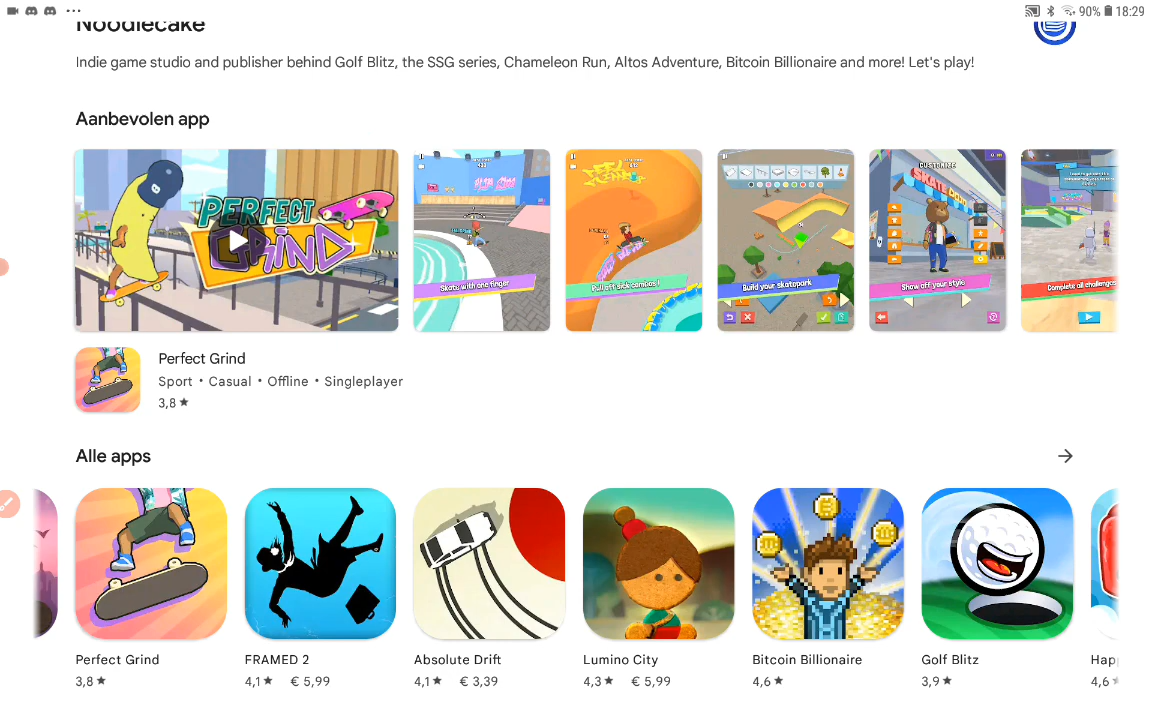 90% 18:29
Noodlecake
Indie game studio and publisher behind Golf Blitz, the SSG series, Chameleon Run, Altos Adventure, Bitcoin Billionaire and more! Let's play!
Aanbevolen app
PERFECT
GRIND
Skate with one finger
Pull off sick combos!
Build your skatepark
CUSTOMIZE
SKATE
Show off your style
Complete all challenges
Perfect Grind
Sport • Casual • Offline • Singleplayer
3,8 ★
Alle apps
Perfect Grind
3,8 ★
FRAMED 2
4,1 ★ € 5,99
Absolute Drift
4,1 ★ € 3,39
Lumino City
4,3 ★ € 5,99
Bitcoin Billionaire
4,6 ★
Golf Blitz
3,9 ★
Hap
4,6 ★